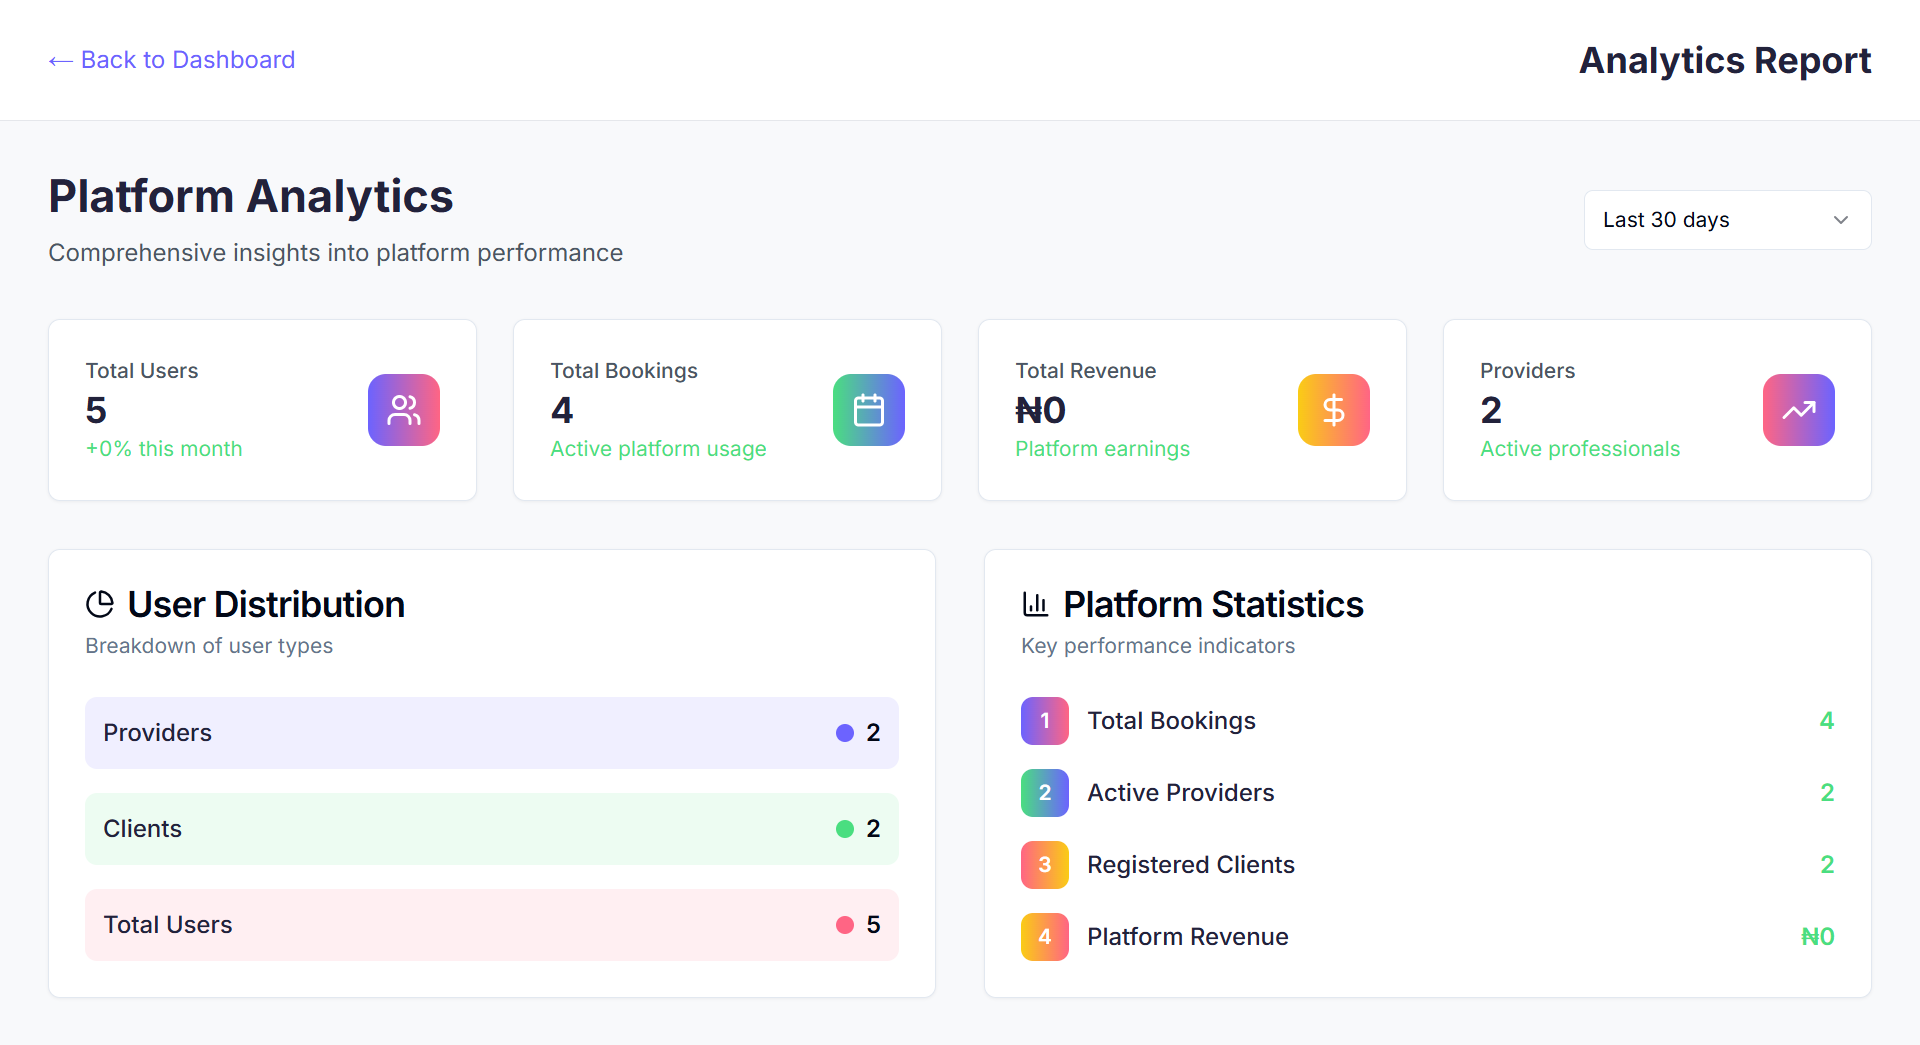 ← Back to Dashboard
Analytics Report
Platform Analytics
Comprehensive insights into platform performance
Last 30 days
Total Users
5
+0% this month
Total Bookings
4
Active platform usage
Total Revenue
₦0
Platform earnings
Providers
2
Active professionals
User Distribution
Breakdown of user types
Providers 2
Clients 2
Total Users 5
Platform Statistics
Key performance indicators
1 Total Bookings 4
2 Active Providers 2
3 Registered Clients 2
4 Platform Revenue ₦0